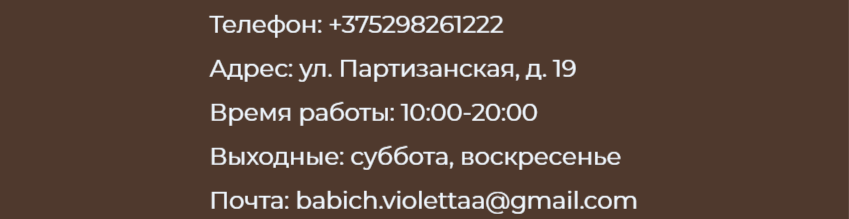 Телефон: +375298261222
Адрес: ул. Партизанская, д. 19
Время работы: 10:00-20:00
Выходные: суббота, воскресенье
Почта: babich.violettaa@gmail.com